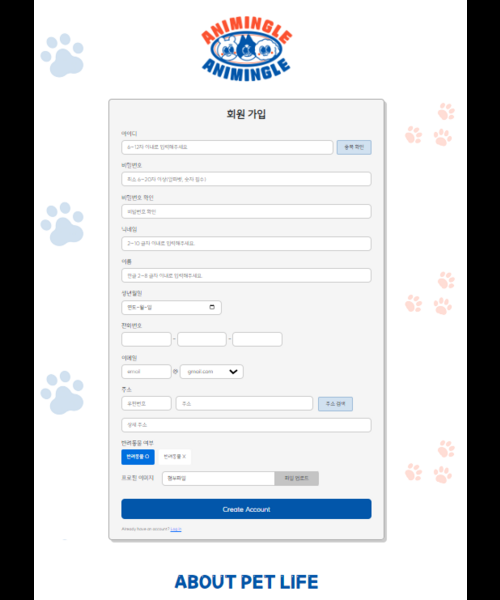 ANIMINGLE
ANIMINGLE
회원 가입
아이디
6~12자 이내로 입력해주세요
중복 확인
비밀번호
최소 6~20자 이상(알파벳, 숫자 필수)
비밀번호 확인
비밀번호 확인
닉네임
2~10 글자 이내로 입력해주세요
이름
한글 2~8 글자 이내로 입력해주세요
생년월일
연도-월-일
전화번호
- -
이메일
email @ gmail.com
주소
우편번호 주소 주소 검색
상세 주소
반려동물 여부
반려동물 O 반려동물 X
프로필 이미지 첨부파일 파일 업로드
Create Account
Already have an account? Log in
ABOUT PET LIFE